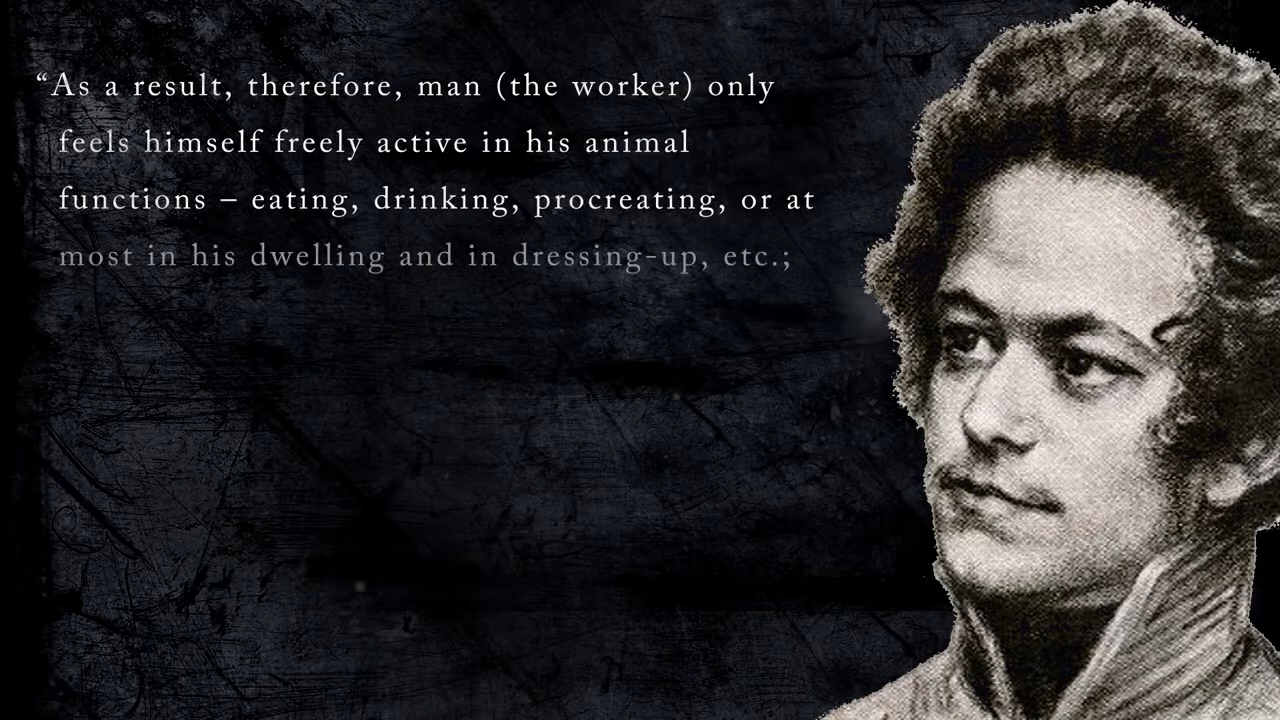 “As a result, therefore, man (the worker) only
feels himself freely active in his animal
functions – eating, drinking, procreating, or at
most in his dwelling and in dressing-up, etc.;